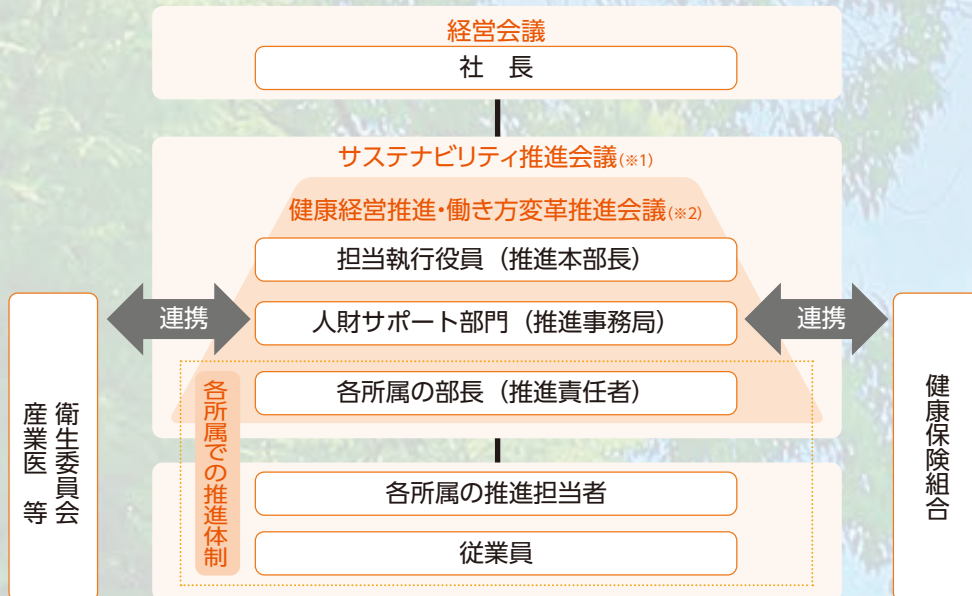 経営会議
社　長
サステナビリティ推進会議(※1)
健康経営推進・働き方変革推進会議(※2)
担当執行役員（推進本部長）
連携
人財サポート部門（推進事務局）
連携
各所属の部長（推進責任者）
各所属での推進体制
各所属の推進担当者
従業員
衛生委員会
産業医　等
健康保険組合